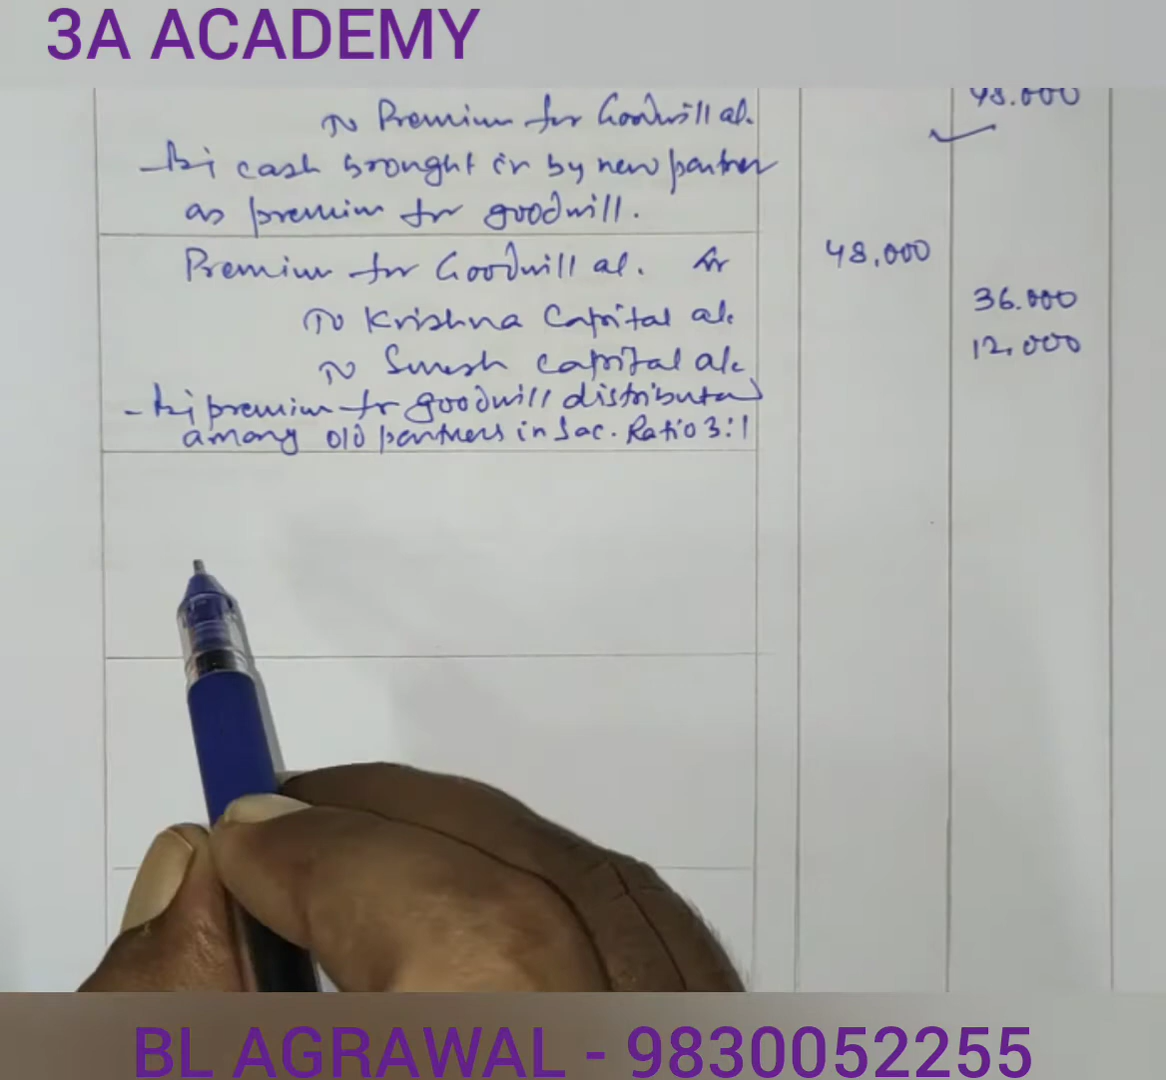 3A ACADEMY
48.000
To Premium for Goodwill a/c.
cash brought in by new partner
as premium for goodwill.
Premium for Goodwill a/c. Dr 48,000
To Krishna Capital a/c 36.000
To Suresh capital a/c 12,000
premium for goodwill distributed
among old partners in Sac. Ratio 3:1
BL AGRAWAL - 9830052255